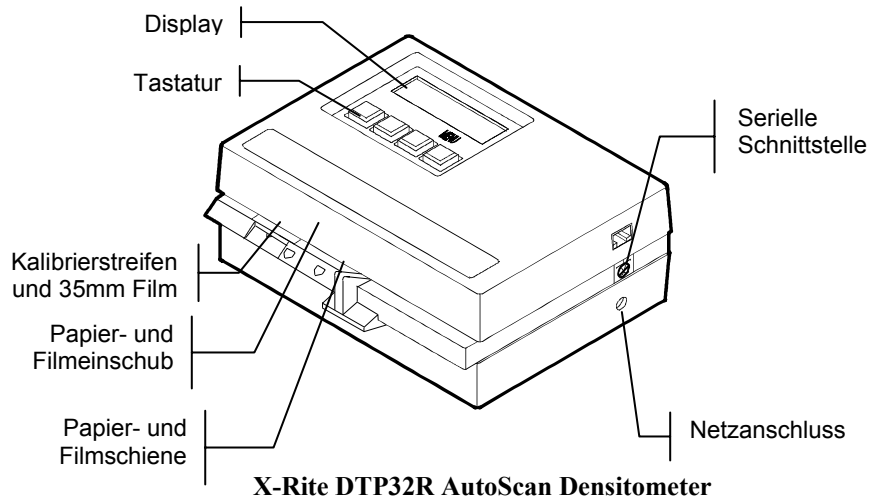 Display
Tastatur
MENU
Serielle
Schnittstelle
Kalibrierstreifen
und 35mm Film
Papier- und
Filmeinschub
Papier- und
Filmschiene
Netzanschluss
X-Rite DTP32R AutoScan Densitometer